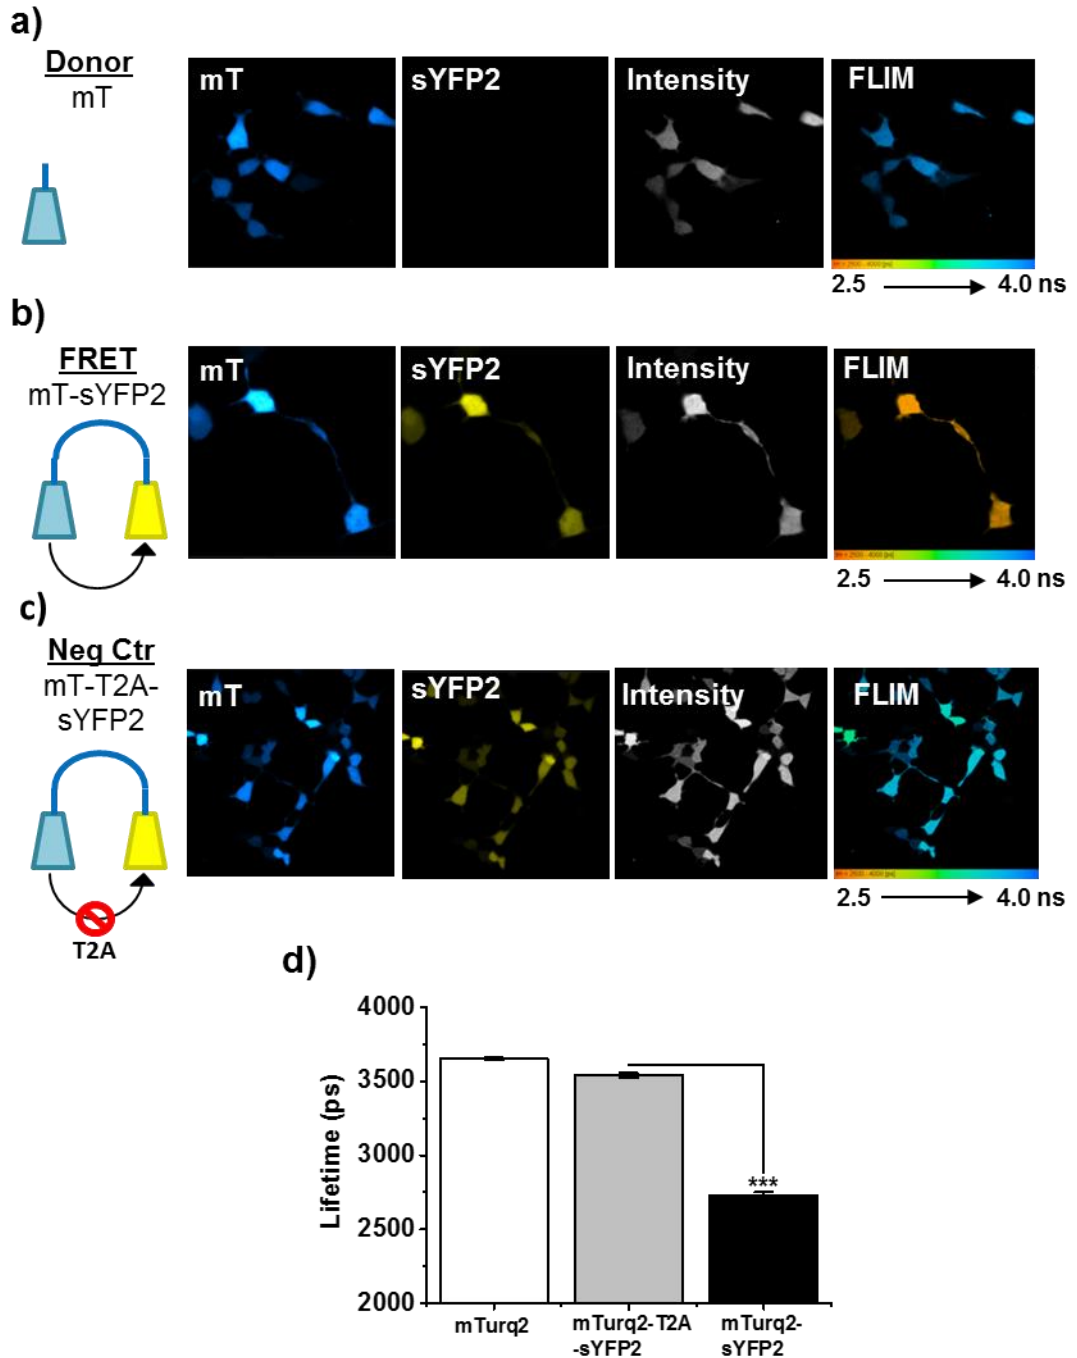 a)
Donor
mT
mT
sYFP2
Intensity
FLIM
2.5
4.0 ns
b)
FRET
mT-sYFP2
mT
sYFP2
Intensity
FLIM
2.5
4.0 ns
c)
Neg Ctr
mT-T2A-
sYFP2
T2A
mT
sYFP2
Intensity
FLIM
2.5
4.0 ns
d)
Lifetime (ps)
4000
3500
3000
2500
2000
***
mTurq2
mTurq2-T2A
-sYFP2
mTurq2-
sYFP2